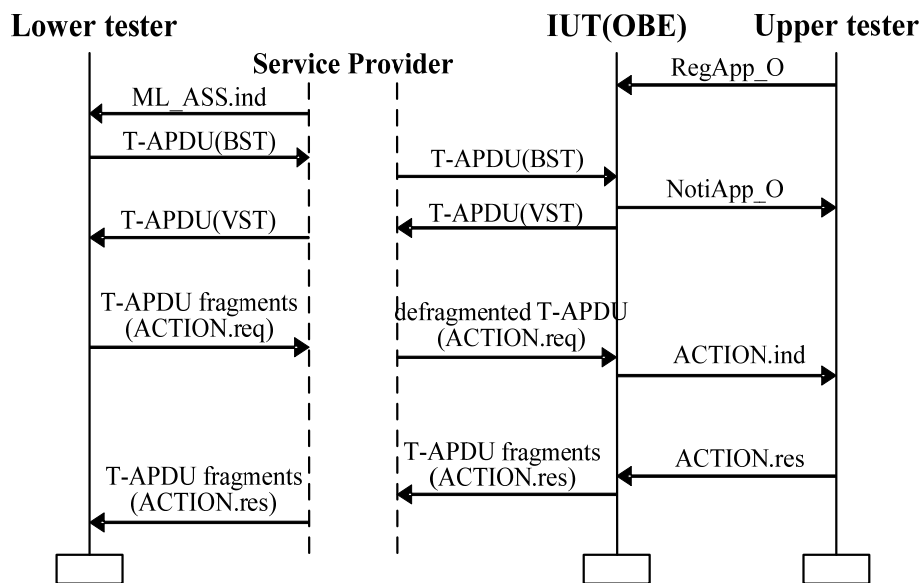 Lower tester
IUT(OBE)
Upper tester
Service Provider
RegApp_O
ML_ASS.ind
T-APDU(BST)
T-APDU(BST)
NotiApp_O
T-APDU(VST)
T-APDU(VST)
T-APDU fragments
(ACTION.req)
defragmented T-APDU
(ACTION.req)
ACTION.ind
T-APDU fragments
(ACTION.res)
T-APDU fragments
(ACTION.res)
ACTION.res